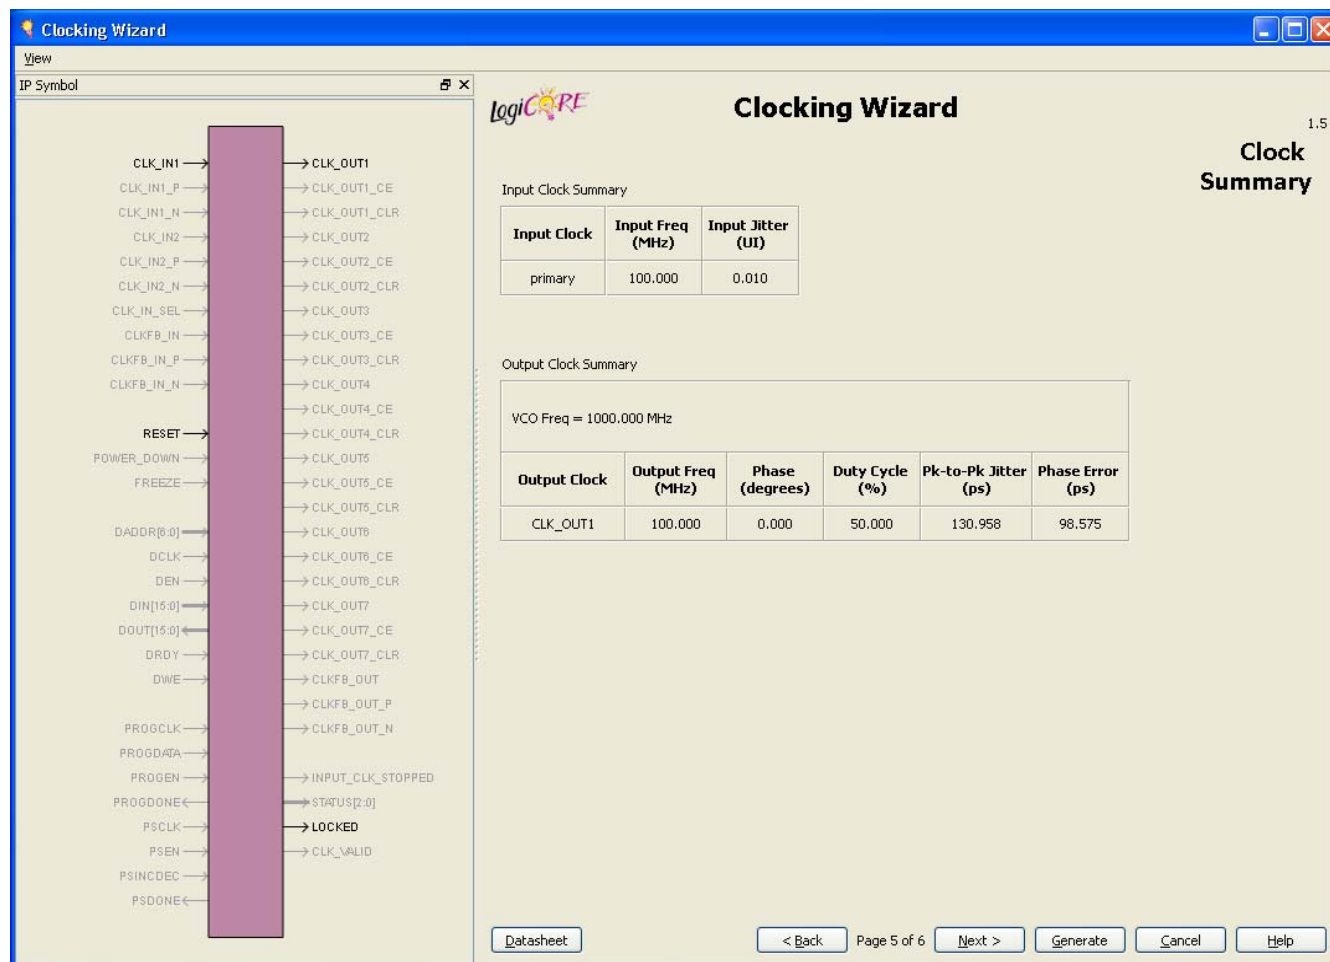 Clocking Wizard
View
IP Symbol
CLK_IN1
CLK_IN1_P
CLK_IN1_N
CLK_IN2
CLK_IN2_P
CLK_IN2_N
CLK_IN_SEL
CLKFB_IN
CLKFB_IN_P
CLKFB_IN_N
RESET
POWER_DOWN
FREEZE
DADDR[6:0]
DCLK
DEN
DIN[15:0]
DOUT[15:0]
DRDY
DWE
PROGCLK
PROGDATA
PROGEN
PROGDONE
PSCLK
PSEN
PSINCDEC
PSDONE
CLK_OUT1
CLK_OUT1_CE
CLK_OUT1_CLR
CLK_OUT2
CLK_OUT2_CE
CLK_OUT2_CLR
CLK_OUT3
CLK_OUT3_CE
CLK_OUT3_CLR
CLK_OUT4
CLK_OUT4_CE
CLK_OUT4_CLR
CLK_OUT5
CLK_OUT5_CE
CLK_OUT5_CLR
CLK_OUT6
CLK_OUT6_CE
CLK_OUT6_CLR
CLK_OUT7
CLK_OUT7_CE
CLK_OUT7_CLR
CLKFB_OUT
CLKFB_OUT_P
CLKFB_OUT_N
INPUT_CLK_STOPPED
STATUS[2:0]
LOCKED
CLK_VALID
LogiCORE
Clocking Wizard
1.5
Clock
Summary
Input Clock Summary
Input Clock Input Freq (MHz) Input Jitter (UI)
primary 100.000 0.010
Output Clock Summary
VCO Freq = 1000.000 MHz
Output Clock Output Freq (MHz) Phase (degrees) Duty Cycle (%) Pk-to-Pk Jitter (ps) Phase Error (ps)
CLK_OUT1 100.000 0.000 50.000 130.958 98.575
Datasheet < Back Page 5 of 6 Next > Generate Cancel Help